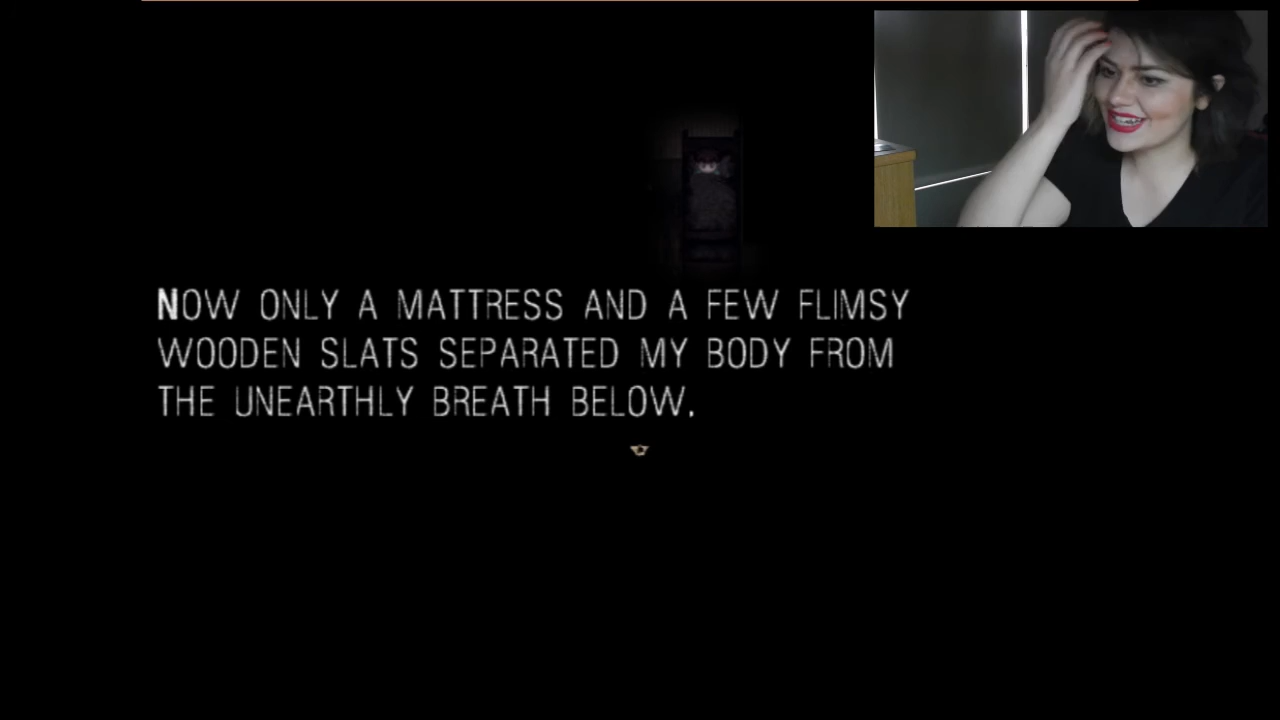 NOW ONLY A MATTRESS AND A FEW FLIMSY
WOODEN SLATS SEPARATED MY BODY FROM
THE UNEARTHLY BREATH BELOW.